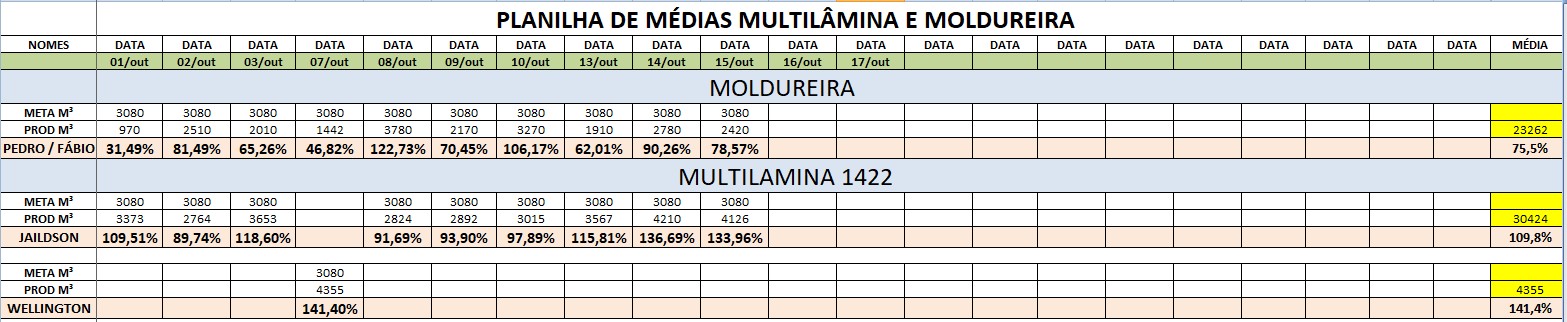 PLANILHA DE MÉDIAS MULTILÂMINA E MOLDUREIRA
NOMES DATA DATA DATA DATA DATA DATA DATA DATA DATA DATA DATA DATA DATA DATA DATA DATA DATA DATA DATA DATA DATA MÉDIA
01/out 02/out 03/out 07/out 08/out 09/out 10/out 13/out 14/out 15/out 16/out 17/out
MOLDUREIRA
META M³ 3080 3080 3080 3080 3080 3080 3080 3080 3080 3080
PROD M³ 970 2510 2010 1442 3780 2170 3270 1910 2780 2420 23262
PEDRO / FÁBIO 31,49% 81,49% 65,26% 46,82% 122,73% 70,45% 106,17% 62,01% 90,26% 78,57% 75,5%
MULTILAMINA 1422
META M³ 3080 3080 3080 3080 3080 3080 3080 3080 3080
PROD M³ 3373 2764 3653 2824 2892 3015 3567 4210 4126 30424
JAILDSON 109,51% 89,74% 118,60% 91,69% 93,90% 97,89% 115,81% 136,69% 133,96% 109,8%
META M³ 3080
PROD M³ 4355 4355
WELLINGTON 141,40% 141,4%